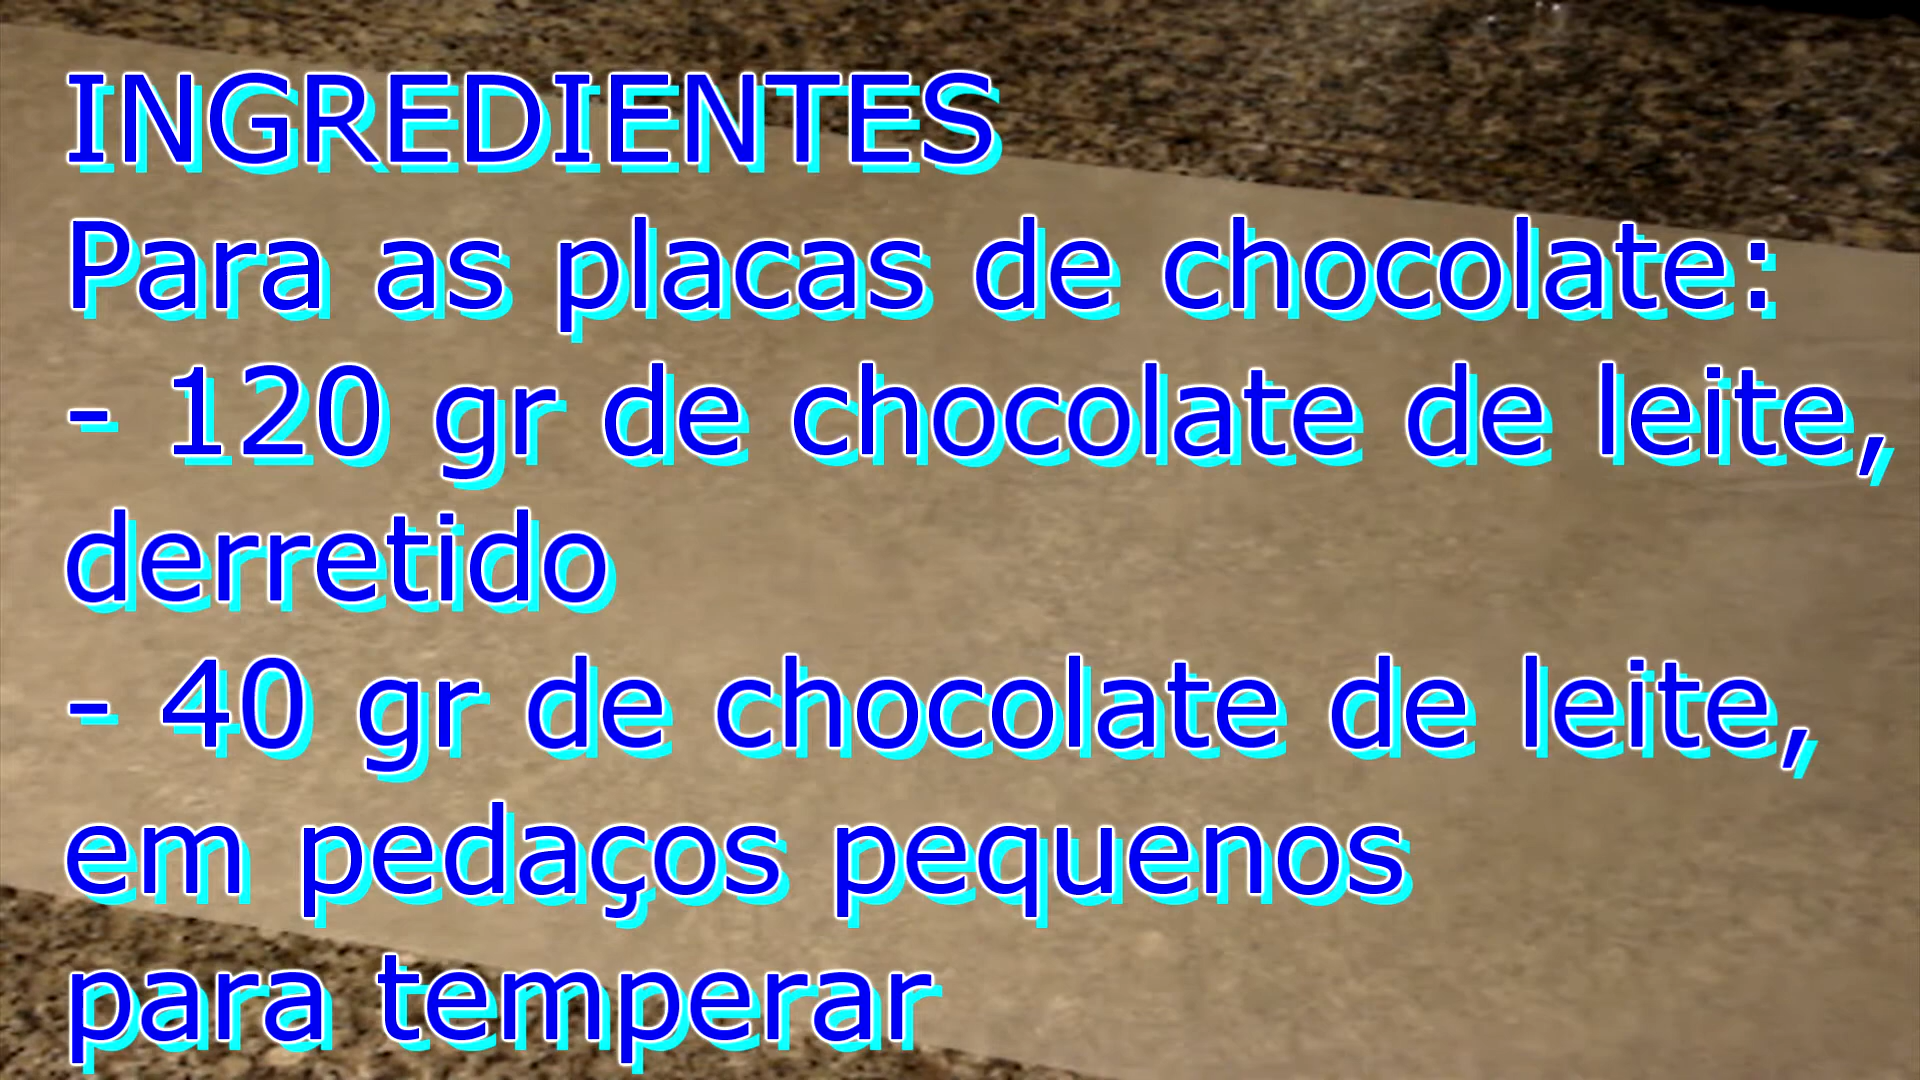 INGREDIENTES
Para as placas de chocolate:
- 120 gr de chocolate de leite,
derretido
- 40 gr de chocolate de leite,
em pedaços pequenos
para temperar